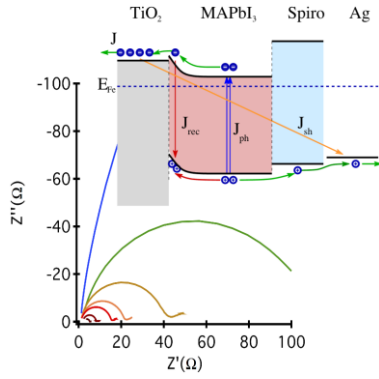 TiO₂ MAPbI₃ Spiro Ag
J
E_Fe
J_rec J_ph J_sh
-100
-80
-60
-40
-20
0
Z''(Ω)
0 20 40 60 80 100
Z'(Ω)